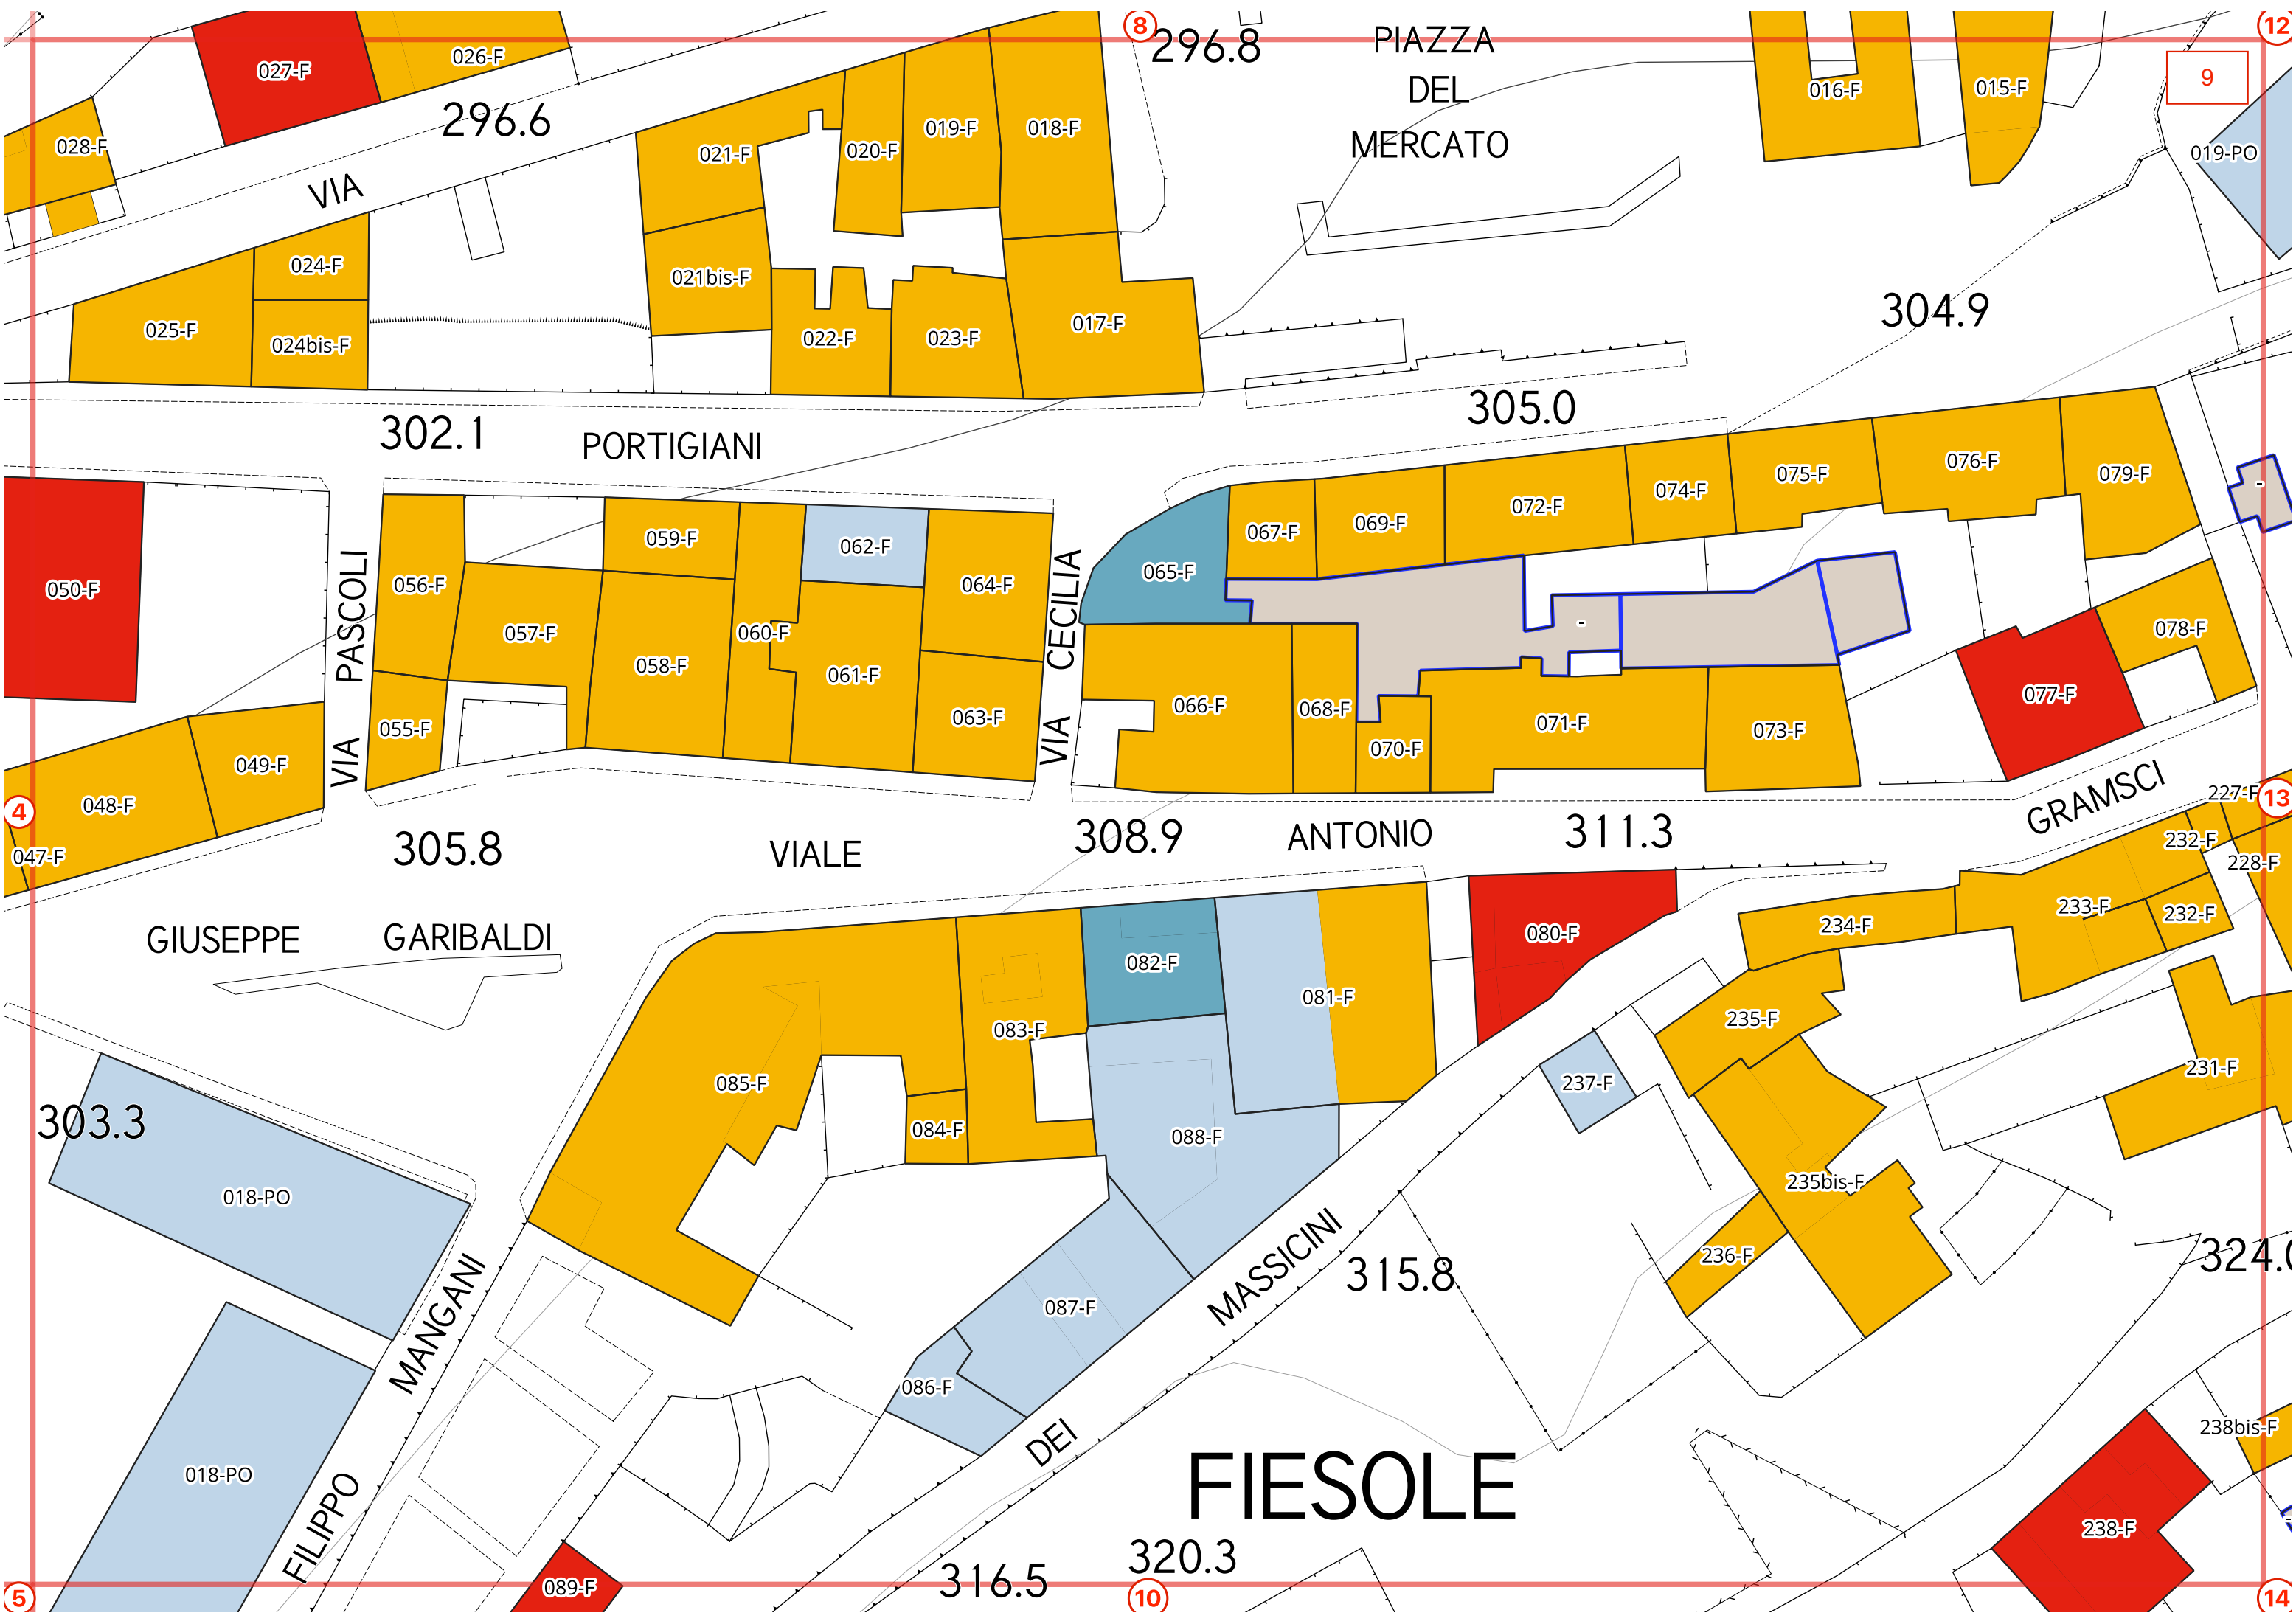 8
12
296.8
PIAZZA
DEL
MERCATO
027-F
026-F
9
016-F
015-F
028-F
296.6
021-F
020-F
019-F
018-F
019-PO
VIA
024-F
021bis-F
025-F
024bis-F
022-F
023-F
017-F
304.9
302.1
PORTIGIANI
305.0
059-F
062-F
067-F
069-F
072-F
074-F
075-F
076-F
079-F
-
050-F
056-F
057-F
058-F
060-F
061-F
064-F
065-F
-
078-F
VIA PASCOLI
VIA CECILIA
055-F
063-F
066-F
068-F
070-F
071-F
073-F
077-F
049-F
048-F
047-F
4
13
305.8
VIALE
308.9
ANTONIO
311.3
GRAMSCI
227-F
232-F
228-F
GIUSEPPE
GARIBALDI
080-F
234-F
233-F
232-F
082-F
081-F
083-F
085-F
084-F
088-F
235-F
237-F
231-F
303.3
018-PO
235bis-F
236-F
324.0
315.8
087-F
086-F
MASSICINI
DEI
MANGANI
FILIPPO
018-PO
FIESOLE
238bis-F
238-F
-
320.3
316.5
089-F
5
10
14